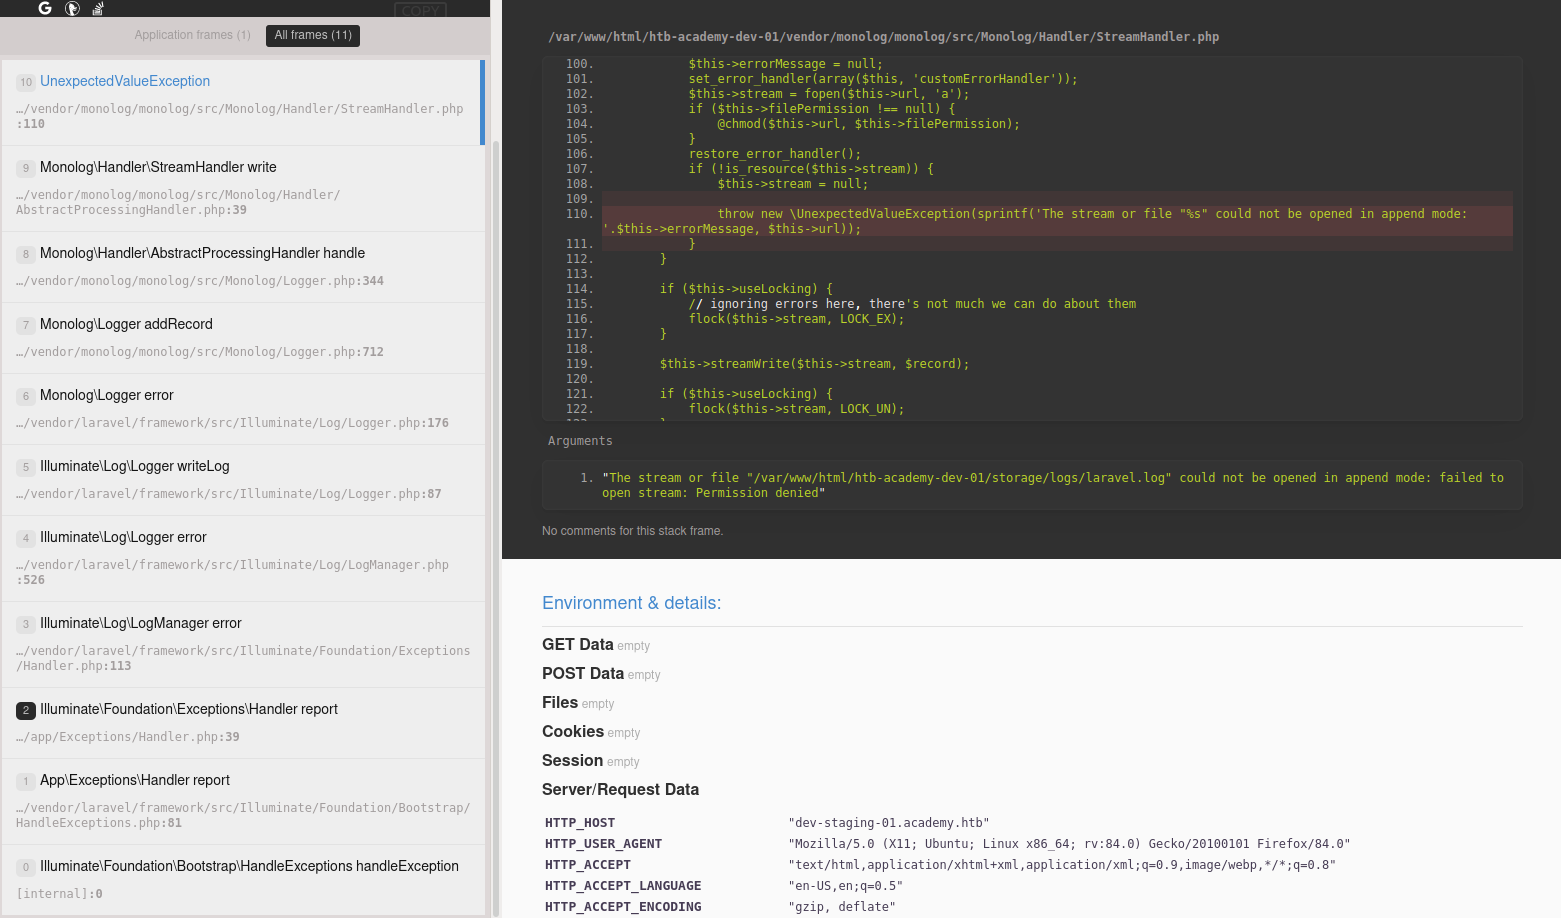 COPY
Application frames (1) All frames (11)
10 UnexpectedValueException
…/vendor/monolog/monolog/src/Monolog/Handler/StreamHandler.php
:110
9 Monolog\Handler\StreamHandler write
…/vendor/monolog/monolog/src/Monolog/Handler/
AbstractProcessingHandler.php:39
8 Monolog\Handler\AbstractProcessingHandler handle
…/vendor/monolog/monolog/src/Monolog/Logger.php:344
7 Monolog\Logger addRecord
…/vendor/monolog/monolog/src/Monolog/Logger.php:712
6 Monolog\Logger error
…/vendor/laravel/framework/src/Illuminate/Log/Logger.php:176
5 Illuminate\Log\Logger writeLog
…/vendor/laravel/framework/src/Illuminate/Log/Logger.php:87
4 Illuminate\Log\Logger error
…/vendor/laravel/framework/src/Illuminate/Log/LogManager.php
:526
3 Illuminate\Log\LogManager error
…/vendor/laravel/framework/src/Illuminate/Foundation/Exceptions
/Handler.php:113
2 Illuminate\Foundation\Exceptions\Handler report
…/app/Exceptions/Handler.php:39
1 App\Exceptions\Handler report
…/vendor/laravel/framework/src/Illuminate/Foundation/Bootstrap/
HandleExceptions.php:81
0 Illuminate\Foundation\Bootstrap\HandleExceptions handleException
[internal]:0
/var/www/html/htb-academy-dev-01/vendor/monolog/monolog/src/Monolog/Handler/StreamHandler.php
100. $this->errorMessage = null;
101. set_error_handler(array($this, 'customErrorHandler'));
102. $this->stream = fopen($this->url, 'a');
103. if ($this->filePermission !== null) {
104. @chmod($this->url, $this->filePermission);
105. }
106. restore_error_handler();
107. if (!is_resource($this->stream)) {
108. $this->stream = null;
109.
110. throw new \UnexpectedValueException(sprintf('The stream or file "%s" could not be opened in append mode:
'.$this->errorMessage, $this->url));
111. }
112. }
113.
114. if ($this->useLocking) {
115. // ignoring errors here, there's not much we can do about them
116. flock($this->stream, LOCK_EX);
117. }
118.
119. $this->streamWrite($this->stream, $record);
120.
121. if ($this->useLocking) {
122. flock($this->stream, LOCK_UN);
Arguments
1. "The stream or file "/var/www/html/htb-academy-dev-01/storage/logs/laravel.log" could not be opened in append mode: failed to
open stream: Permission denied"
No comments for this stack frame.
Environment & details:
GET Data empty
POST Data empty
Files empty
Cookies empty
Session empty
Server/Request Data
HTTP_HOST "dev-staging-01.academy.htb"
HTTP_USER_AGENT "Mozilla/5.0 (X11; Ubuntu; Linux x86_64; rv:84.0) Gecko/20100101 Firefox/84.0"
HTTP_ACCEPT "text/html,application/xhtml+xml,application/xml;q=0.9,image/webp,*/*;q=0.8"
HTTP_ACCEPT_LANGUAGE "en-US,en;q=0.5"
HTTP_ACCEPT_ENCODING "gzip, deflate"